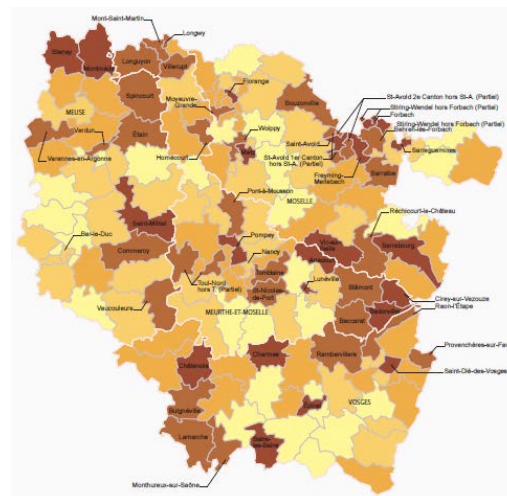 Mont-Saint-Martin
Longwy
Stenay
Montmédy
Longuyon
Villerupt
Florange
Spincourt
Moyeuvre-
Grande
Bouzonville
St-Avold 2e Canton hors St-A. (Partiel)
Stiring-Wendel hors Forbach (Partiel)
Forbach
Stiring-Wendel hors Forbach (Partiel)
Behren-lès-Forbach
MEUSE
Verdun
Étain
Woippy
Saint-Avold
St-Avold 1er Canton
hors St-A. (Partiel)
Sarreguemines
Varennes-en-Argonne
Homécourt
Freyming-
Merlebach
Sarralbe
Pont-à-Mousson
MOSELLE
Réchicourt-le-Château
Saint-Mihiel
Bar-le-Duc
Pompey
Sarrebourg
Commercy
Nancy
Arracourt
Toul-Nord
hors T. (Partiel)
Tomblaine
Lunéville
St-Nicolas-
de-Port
Blâmont
Cirey-sur-Vezouze
Vaucouleurs
MEURTHE-ET-MOSELLE
Baccarat
Badonviller
Raon-l'Étape
Provenchères-sur-Fa
Charmes
Rambervillers
Châtenois
Saint-Dié-des-Vosges
Bulgnéville
VOSGES
Lamarche
Monthureux-sur-Saône